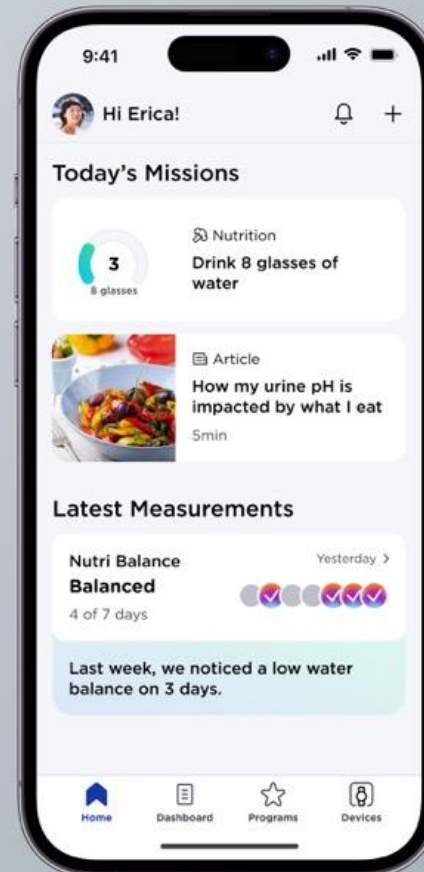 9:41
Hi Erica!
Today's Missions
3
8 glasses
Nutrition
Drink 8 glasses of
water
Article
How my urine pH is
impacted by what I eat
5min
Latest Measurements
Nutri Balance
Yesterday >
Balanced
4 of 7 days
Last week, we noticed a low water
balance on 3 days.
Home
Dashboard
Programs
Devices